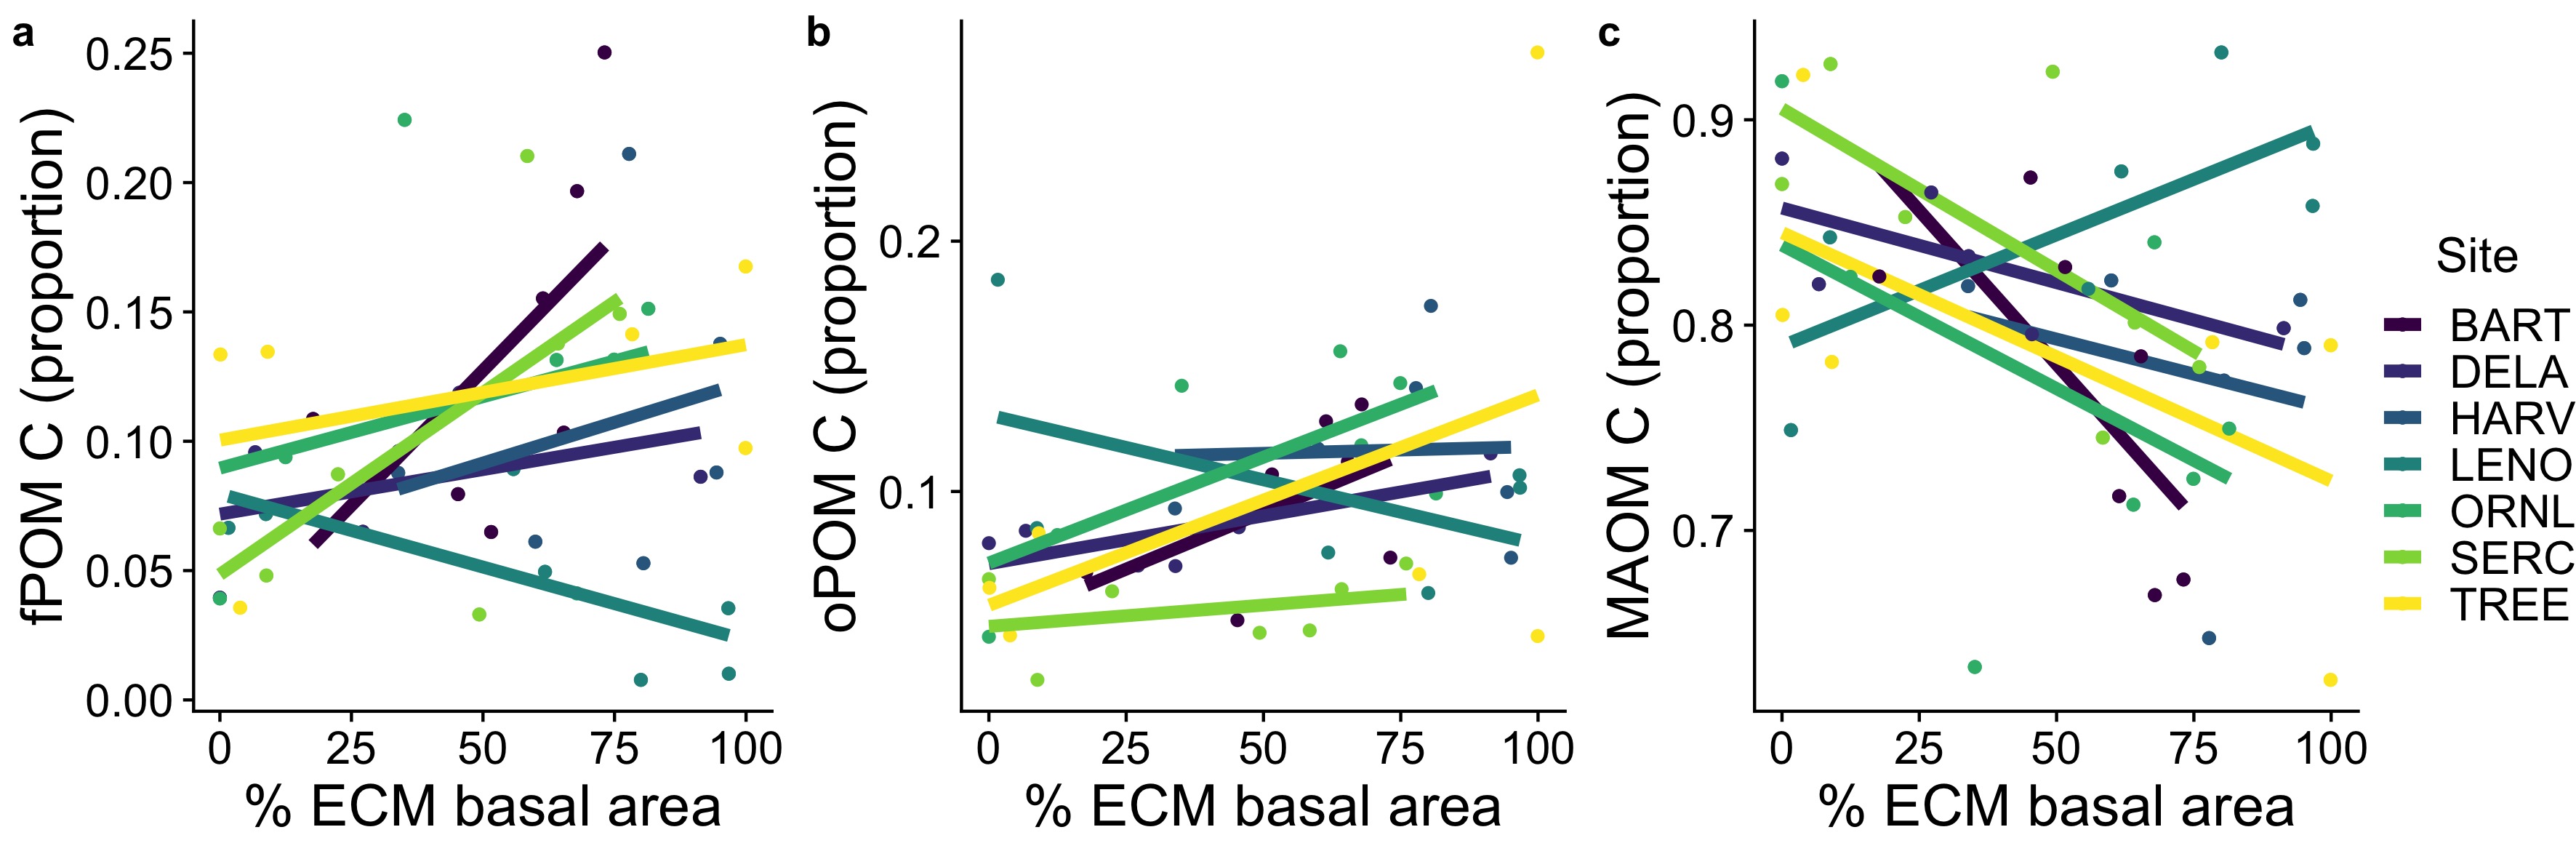 a
fPOM C (proportion)
0.25
0.20
0.15
0.10
0.05
0.00
0 25 50 75 100
% ECM basal area
b
oPOM C (proportion)
0.2
0.1
0 25 50 75 100
% ECM basal area
c
MAOM C (proportion)
0.9
0.8
0.7
0 25 50 75 100
% ECM basal area
Site
BART
DELA
HARV
LENO
ORNL
SERC
TREE